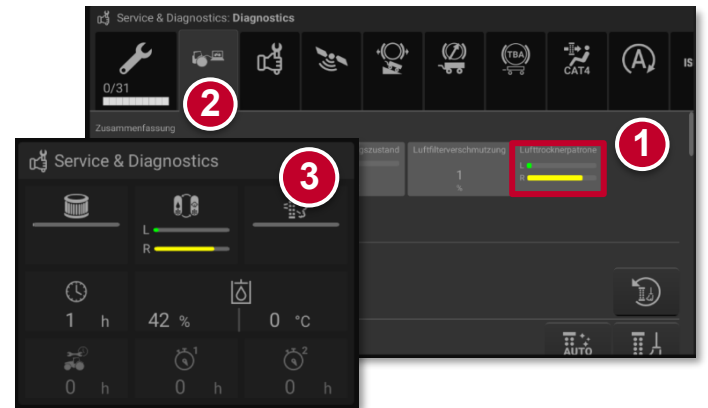 Service & Diagnostics: Diagnostics
0/31
TBA
CAT4
A
IS
2
Zusammenfassung
1
Luftfilterverschmutzung
1
%
Lufttrocknerpatrone
L
R
Service & Diagnostics
3
L
R
1 h
42 %
0 °C
0 h
1
0 h
2
0 h
AUTO